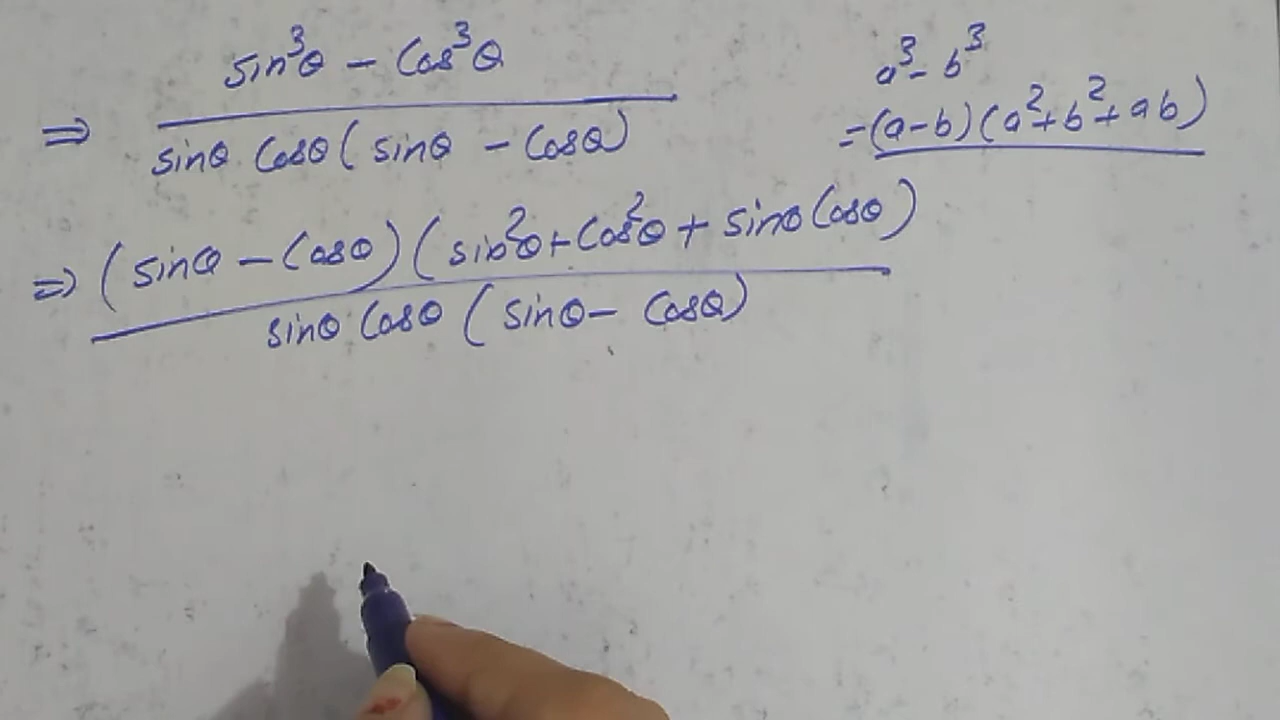 sin³θ - Cos³θ
⇒ ―――――――――――
sinθ Cosθ ( sinθ - Cosθ)
a³ - b³
= (a-b) (a²+b²+ab)
(sinθ - Cosθ) (sin²θ + Cos²θ + sinθ Cosθ)
⇒ ―――――――――――
sinθ Cosθ ( sinθ - Cosθ)